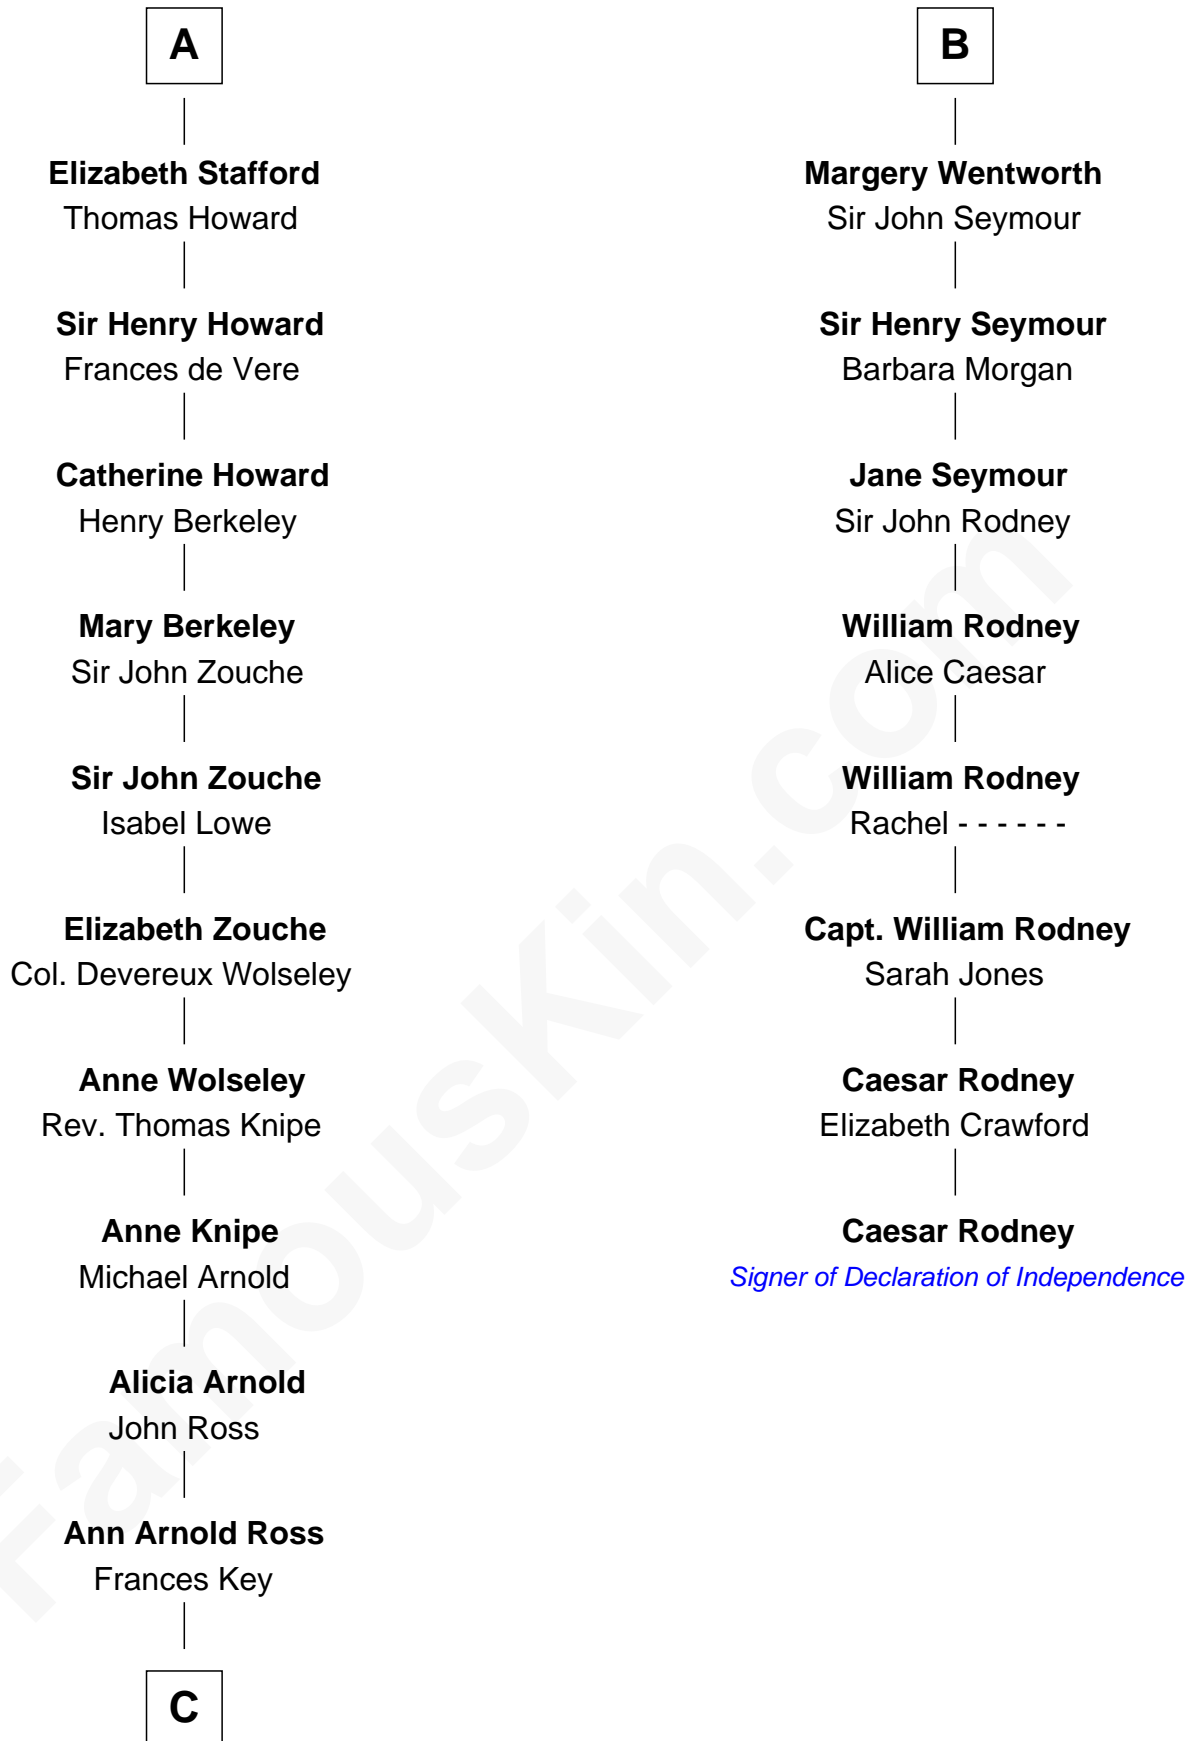 A
Elizabeth Stafford
Thomas Howard
Sir Henry Howard
Frances de Vere
Catherine Howard
Henry Berkeley
Mary Berkeley
Sir John Zouche
Sir John Zouche
Isabel Lowe
Elizabeth Zouche
Col. Devereux Wolseley
Anne Wolseley
Rev. Thomas Knipe
Anne Knipe
Michael Arnold
Alicia Arnold
John Ross
Ann Arnold Ross
Frances Key
C
B
Margery Wentworth
Sir John Seymour
Sir Henry Seymour
Barbara Morgan
Jane Seymour
Sir John Rodney
William Rodney
Alice Caesar
William Rodney
Rachel - - - - - -
Capt. William Rodney
Sarah Jones
Caesar Rodney
Elizabeth Crawford
Caesar Rodney
Signer of Declaration of Independence
FamousKin.com